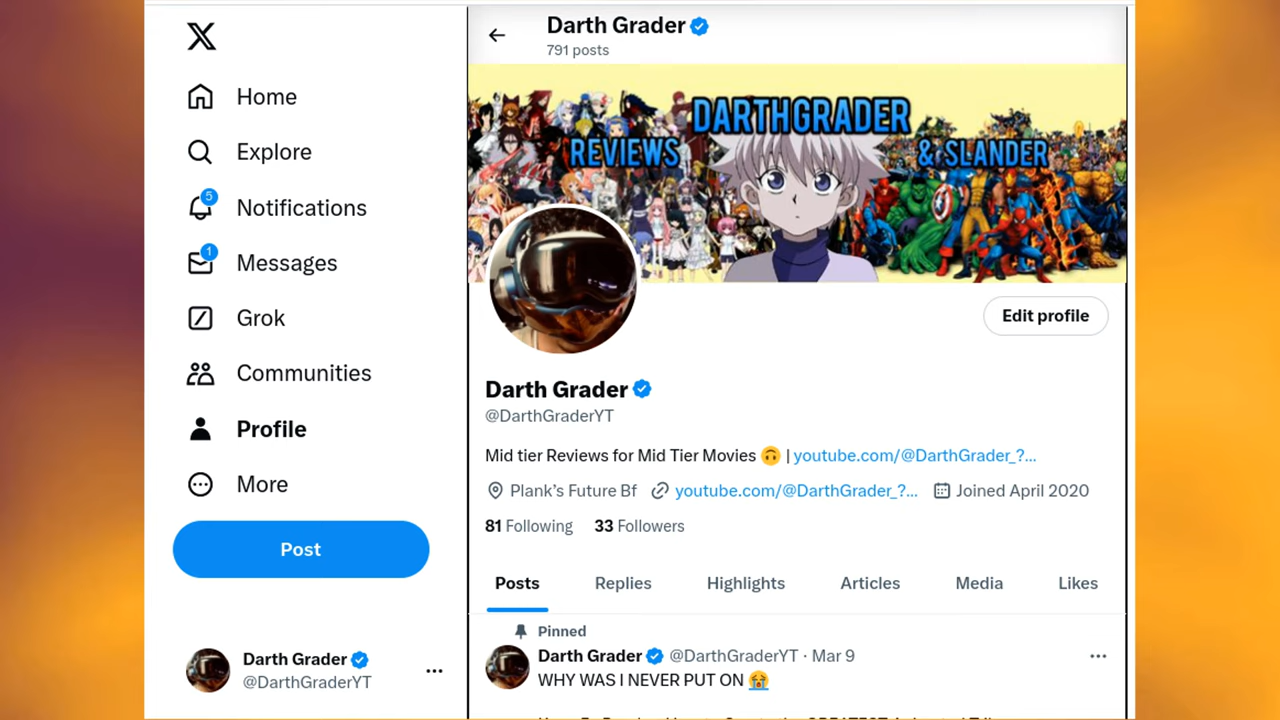 Darth Grader
791 posts
DARTHGRADER
REVIEWS & SLANDER
Home
Explore
5
Notifications
1
Messages
Grok
Communities
Profile
More
Post
Darth Grader
@DarthGraderYT
Edit profile
Darth Grader
@DarthGraderYT
Mid tier Reviews for Mid Tier Movies 🙃 | youtube.com/@DarthGrader_?...
Plank's Future Bf youtube.com/@DarthGrader_?... Joined April 2020
81 Following 33 Followers
Posts Replies Highlights Articles Media Likes
Pinned
Darth Grader @DarthGraderYT · Mar 9
WHY WAS I NEVER PUT ON 😭